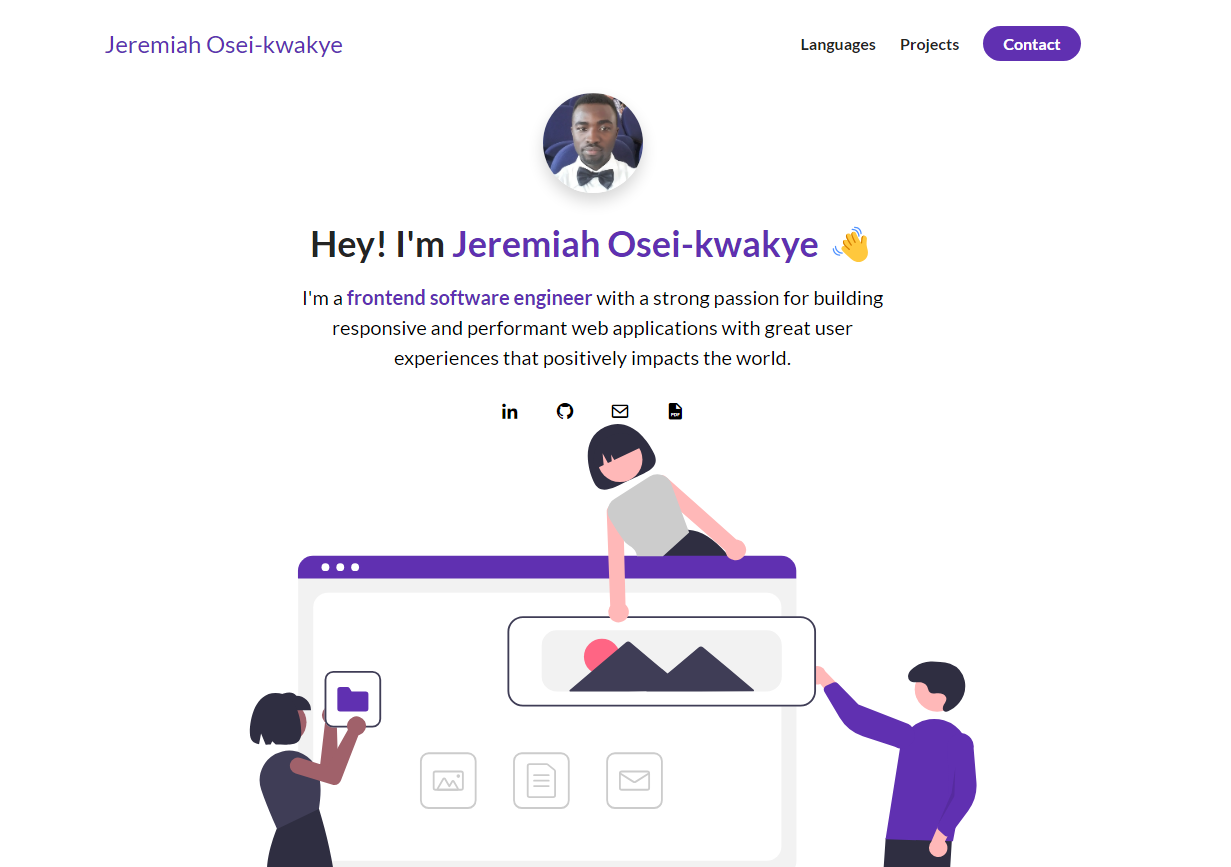 Jeremiah Osei-kwakye
Languages
Projects
Contact
Hey! I'm Jeremiah Osei-kwakye 👋
I'm a frontend software engineer with a strong passion for building
responsive and performant web applications with great user
experiences that positively impacts the world.
in
PDF